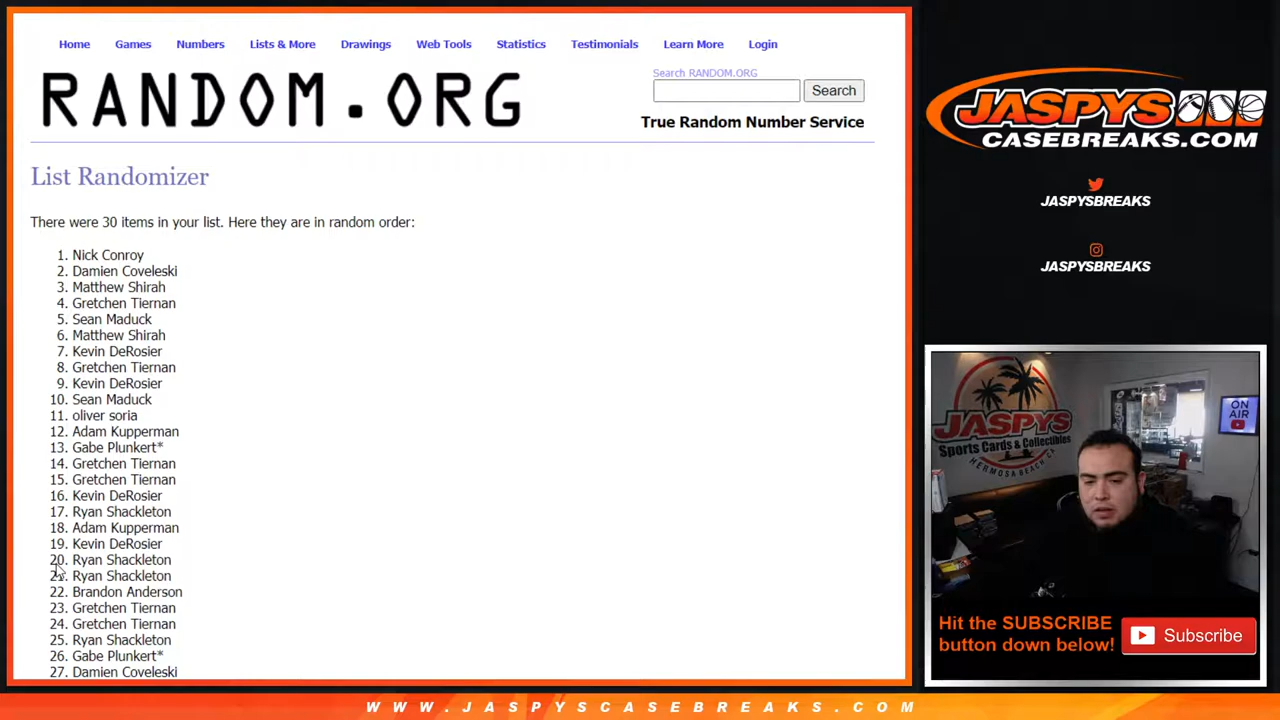 Home Games Numbers Lists & More Drawings Web Tools Statistics Testimonials Learn More Login
RANDOM.ORG
Search RANDOM.ORG
Search
True Random Number Service
List Randomizer
There were 30 items in your list. Here they are in random order:
1. Nick Conroy
2. Damien Coveleski
3. Matthew Shirah
4. Gretchen Tiernan
5. Sean Maduck
6. Matthew Shirah
7. Kevin DeRosier
8. Gretchen Tiernan
9. Kevin DeRosier
10. Sean Maduck
11. oliver soria
12. Adam Kupperman
13. Gabe Plunkert*
14. Gretchen Tiernan
15. Gretchen Tiernan
16. Kevin DeRosier
17. Ryan Shackleton
18. Adam Kupperman
19. Kevin DeRosier
20. Ryan Shackleton
21. Ryan Shackleton
22. Brandon Anderson
23. Gretchen Tiernan
24. Gretchen Tiernan
25. Ryan Shackleton
26. Gabe Plunkert*
27. Damien Coveleski
JASPYS
CASEBREAKS.COM
JASPYSBREAKS
JASPYSBREAKS
JASPYS
Sports Cards & Collectibles
HERMOSA BEACH CA
ON
AIR
Hit the SUBSCRIBE
button down below!
Subscribe
WWW.JASPYSCASEBREAKS.COM